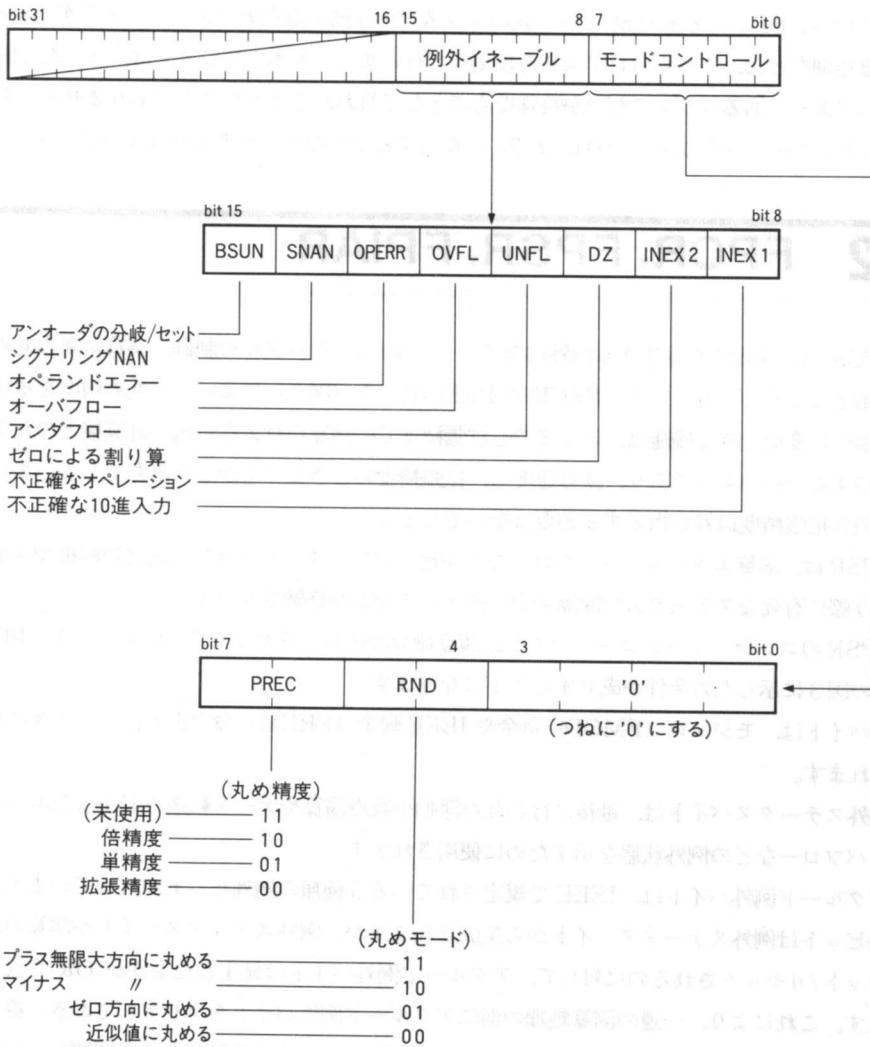 bit 31 16 15 8 7 bit 0
例外イネーブル モードコントロール
bit 15 bit 8
BSUN SNAN OPERR OVFL UNFL DZ INEX2 INEX1
アンオーダの分岐/セット
シグナリングNAN
オペランドエラー
オーバフロー
アンダフロー
ゼロによる割り算
不正確なオペレーション
不正確な10進入力
bit 7 4 3 bit 0
PREC RND '0'
(つねに'0'にする)
(丸め精度)
(未使用) 11
倍精度 10
単精度 01
拡張精度 00
(丸めモード)
プラス無限大方向に丸める 11
マイナス 〃 10
ゼロ方向に丸める 01
近似値に丸める 00